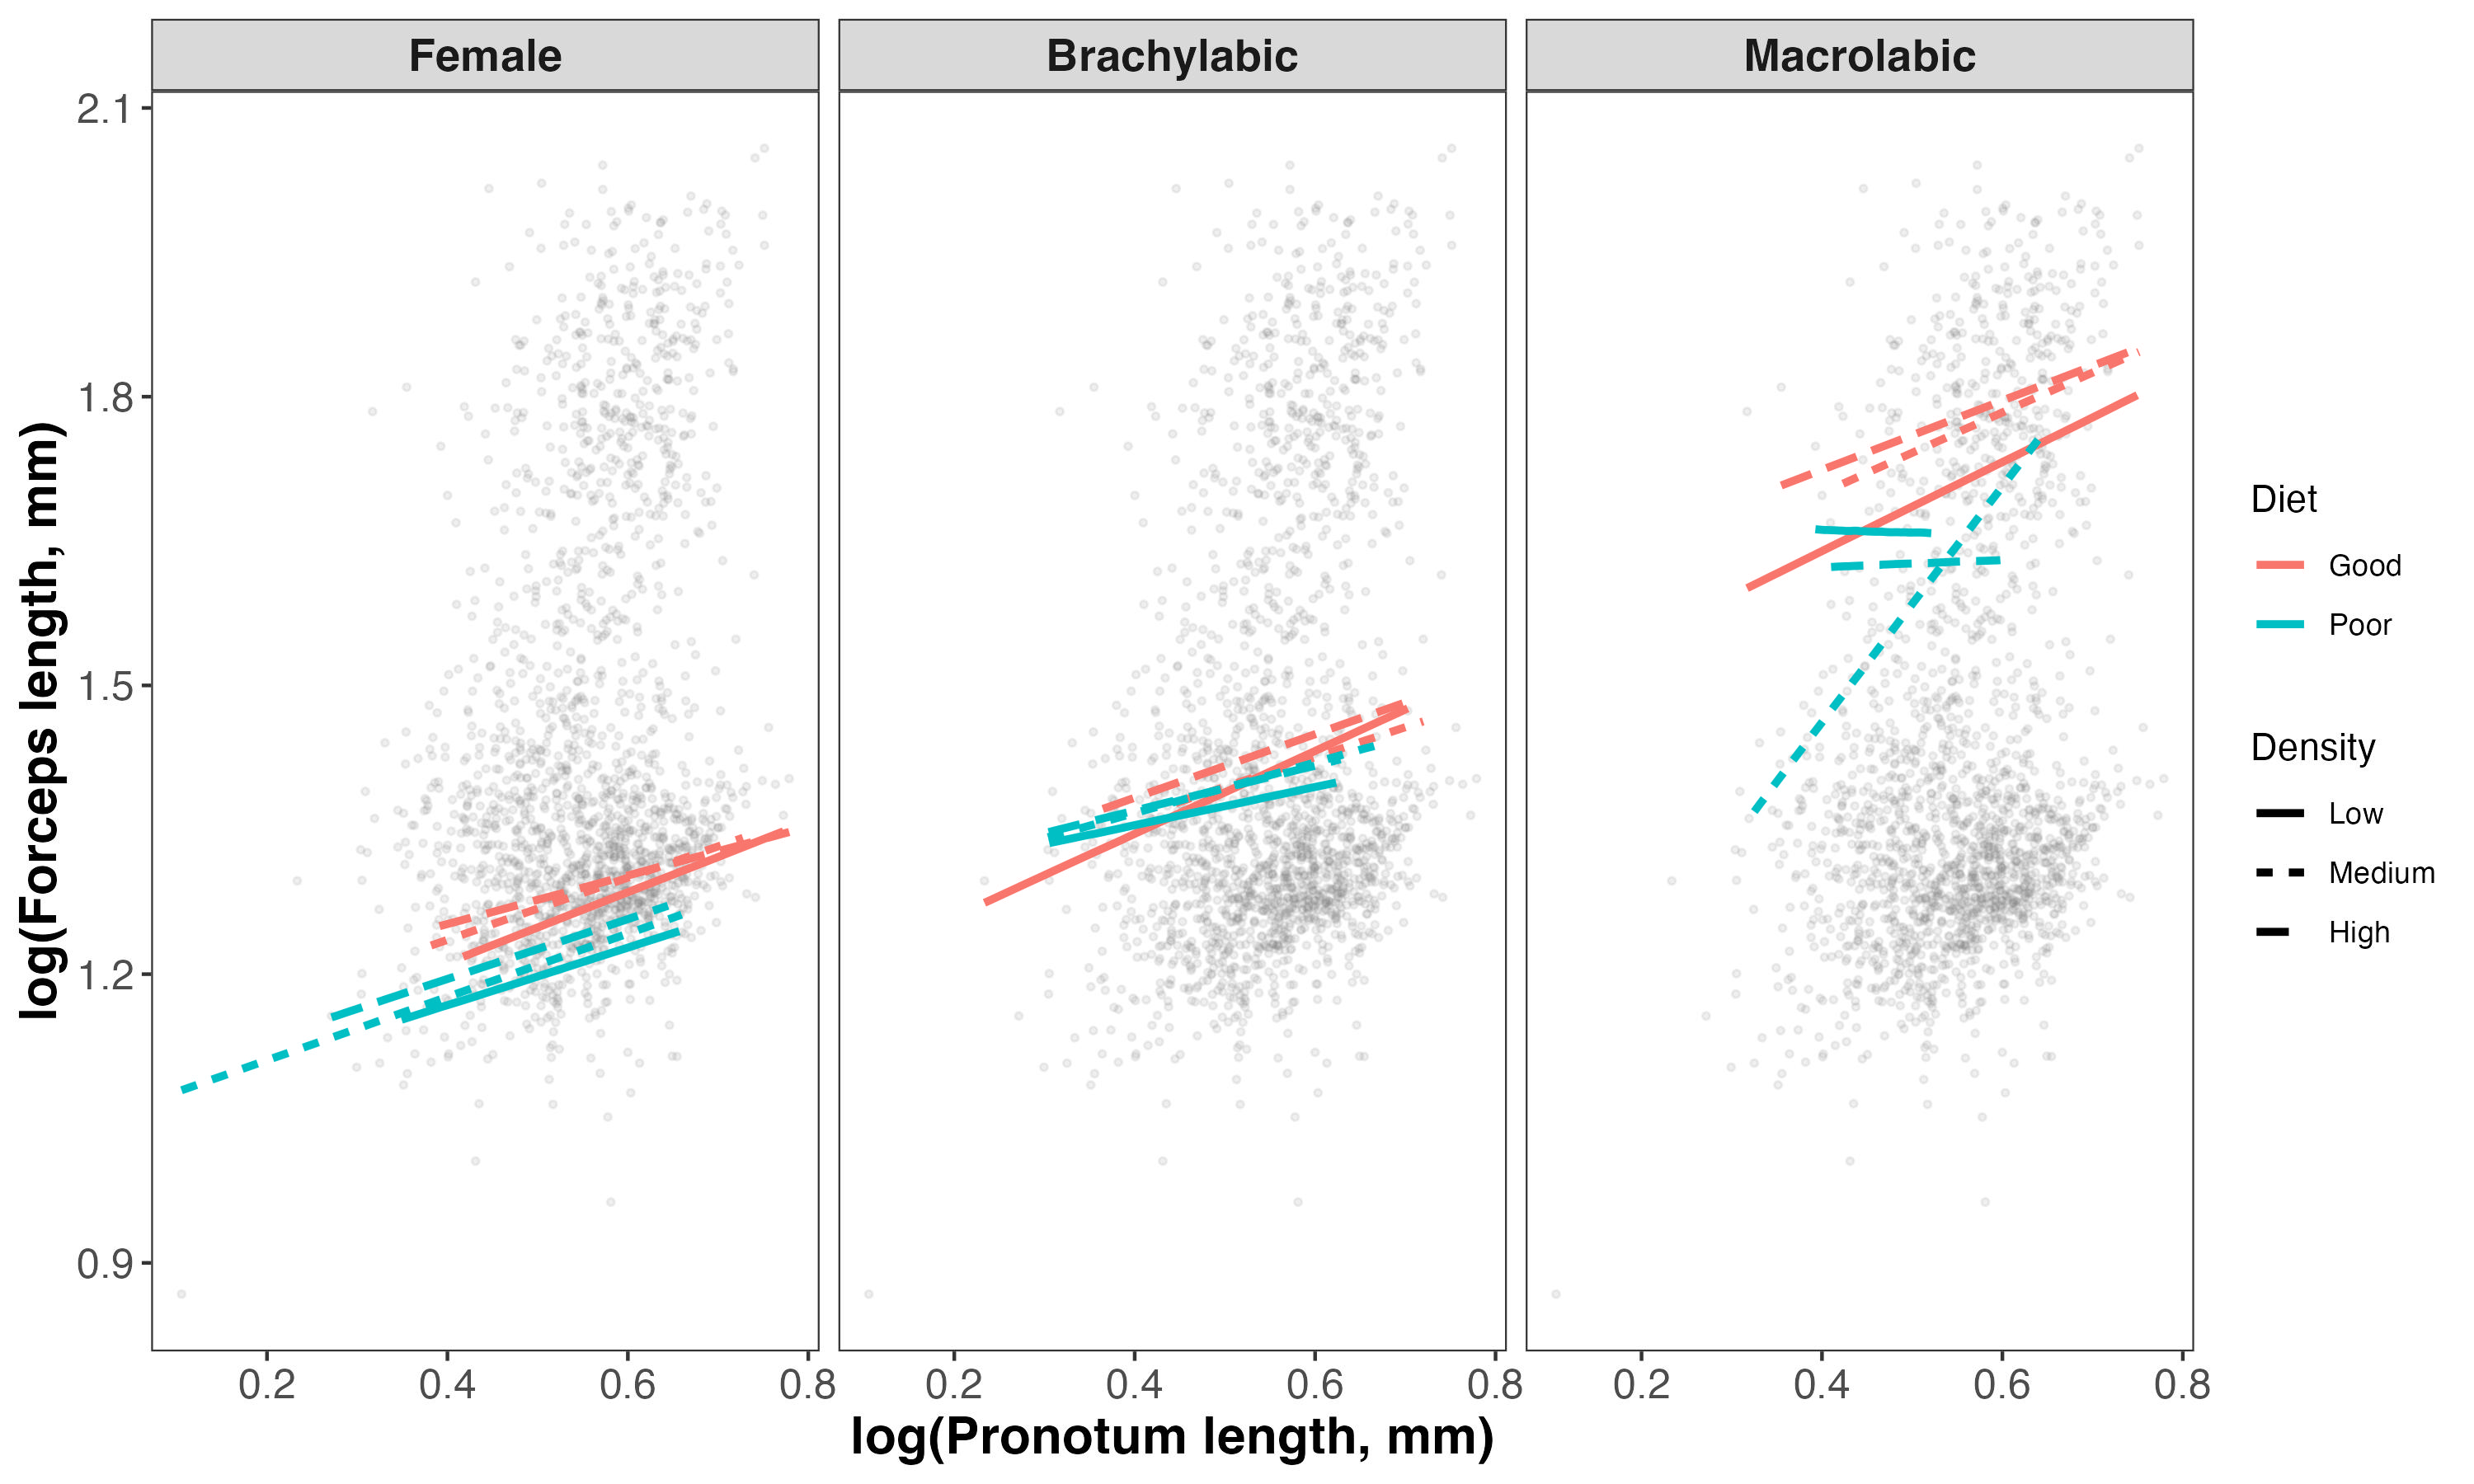 Female
Brachylabic
Macrolabic
log(Forceps length, mm)
2.1
1.8
1.5
1.2
0.9
0.2 0.4 0.6 0.8
0.2 0.4 0.6 0.8
0.2 0.4 0.6 0.8
log(Pronotum length, mm)
Diet
Good
Poor
Density
Low
Medium
High